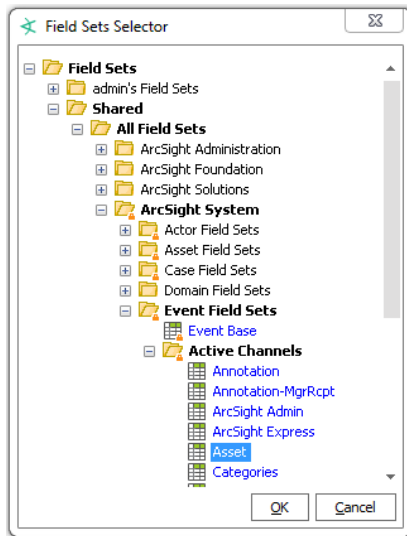 Field Sets Selector
Field Sets
admin's Field Sets
Shared
All Field Sets
ArcSight Administration
ArcSight Foundation
ArcSight Solutions
ArcSight System
Actor Field Sets
Asset Field Sets
Case Field Sets
Domain Field Sets
Event Field Sets
Event Base
Active Channels
Annotation
Annotation-MgrRcpt
ArcSight Admin
ArcSight Express
Asset
Categories
OK Cancel